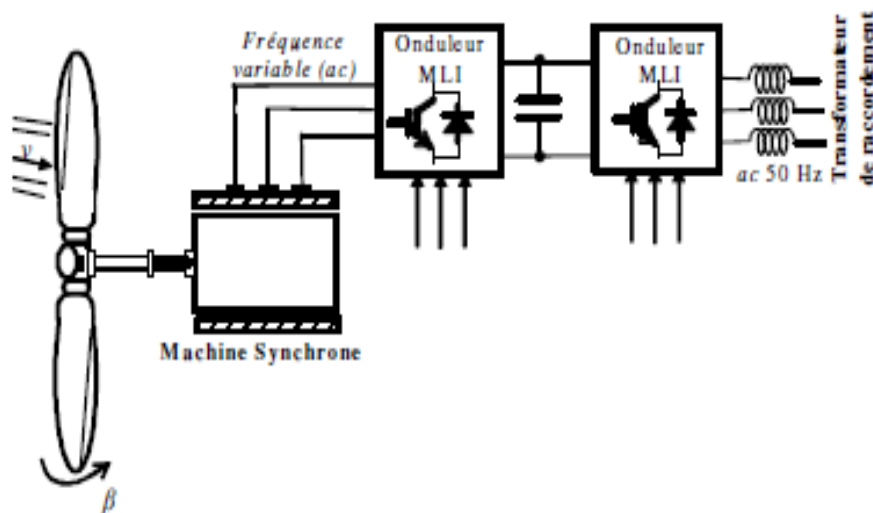 Fréquence
variable (ac)
Onduleur
MLI
Onduleur
MLI
ac 50 Hz
Transformateur
de raccordement
v
Machine Synchrone
β